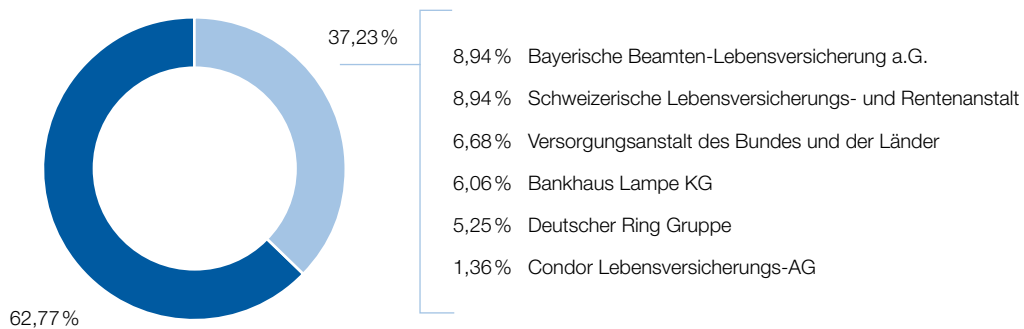 37,23 %
8,94 % Bayerische Beamten-Lebensversicherung a.G.
8,94 % Schweizerische Lebensversicherungs- und Rentenanstalt
6,68 % Versorgungsanstalt des Bundes und der Länder
6,06 % Bankhaus Lampe KG
5,25 % Deutscher Ring Gruppe
1,36 % Condor Lebensversicherungs-AG
62,77 %